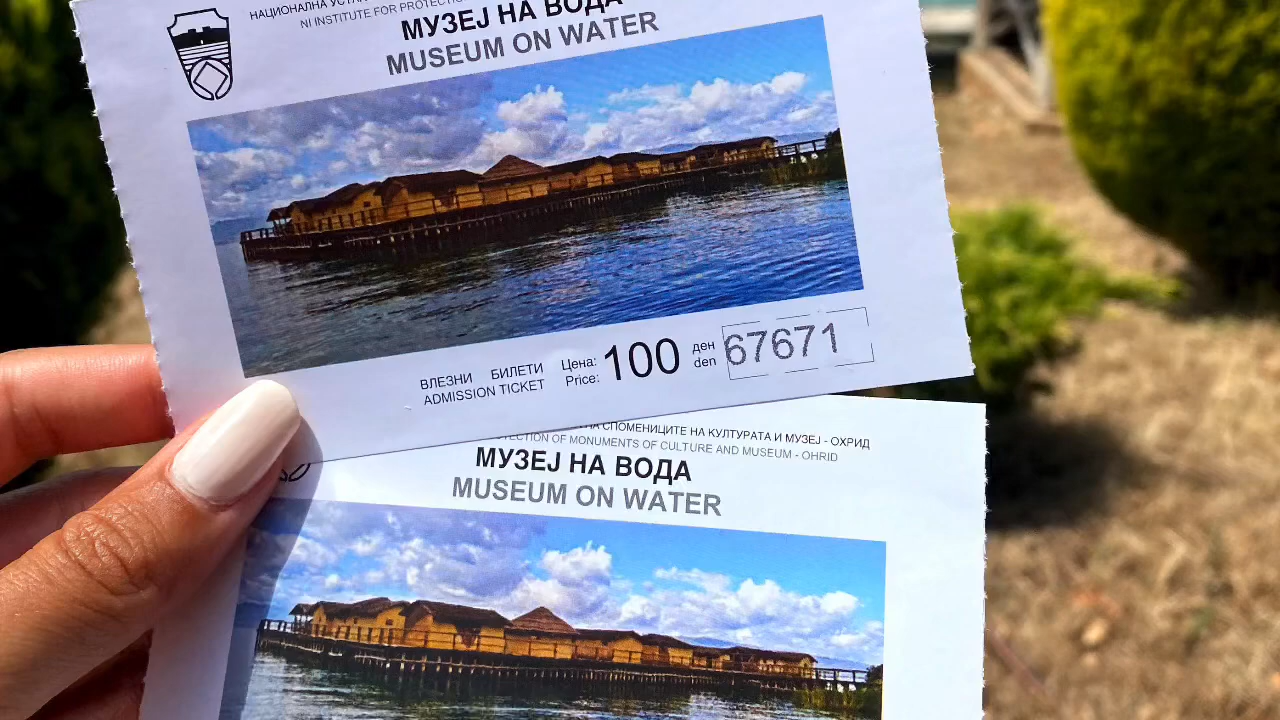 НАЦИОНАЛНА
NI INSTITUTE FOR
МУЗЕЈ НА ВОДА
MUSEUM ON WATER
ВЛЕЗНИ БИЛЕТИ Цена: 100 ден 67671
ADMISSION TICKET Price: den
СПОМЕНИЦИТЕ НА КУЛТУРАТА И МУЗЕЈ - ОХРИД
OF MONUMENTS OF CULTURE AND MUSEUM - OHRID
МУЗЕЈ НА ВОДА
MUSEUM ON WATER